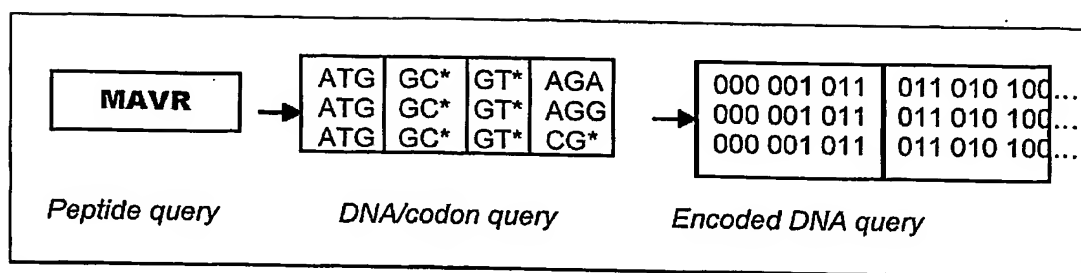 MAVR
ATG GC* GT* AGA
ATG GC* GT* AGG
ATG GC* GT* CG*
000 001 011 011 010 100...
000 001 011 011 010 100...
000 001 011 011 010 100...
Peptide query
DNA/codon query
Encoded DNA query